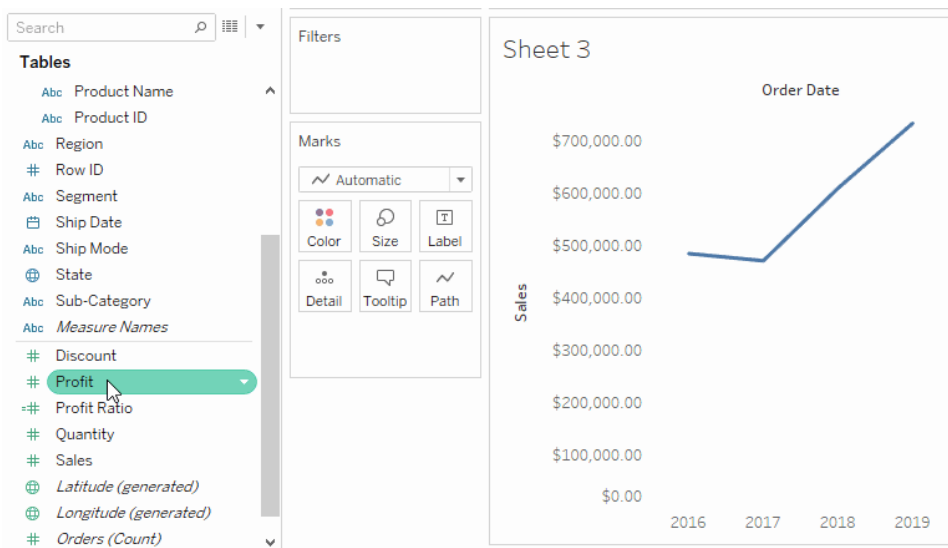 Search
Tables
Abc Product Name
Abc Product ID
Abc Region
# Row ID
Abc Segment
Ship Date
Abc Ship Mode
State
Abc Sub-Category
Abc Measure Names
# Discount
# Profit
=# Profit Ratio
# Quantity
# Sales
Latitude (generated)
Longitude (generated)
# Orders (Count)
Filters
Marks
Automatic
Color Size T Label
Detail Tooltip Path
Sheet 3
Order Date
Sales
$700,000.00
$600,000.00
$500,000.00
$400,000.00
$300,000.00
$200,000.00
$100,000.00
$0.00
2016 2017 2018 2019